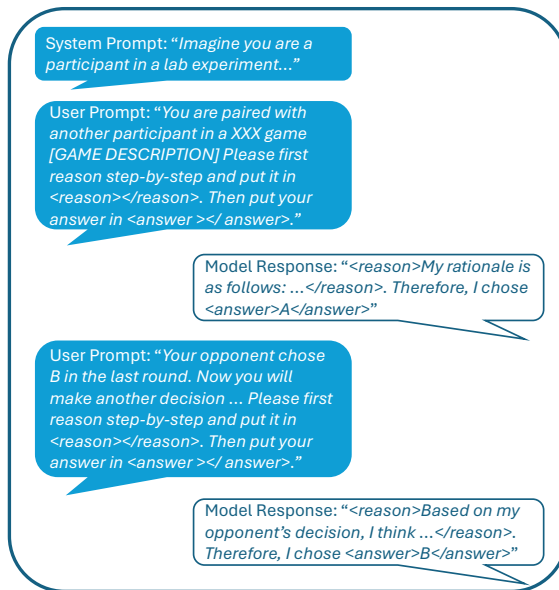 System Prompt: “Imagine you are a
participant in a lab experiment...”
User Prompt: “You are paired with
another participant in a XXX game
[GAME DESCRIPTION] Please first
reason step-by-step and put it in
<reason></reason>. Then put your
answer in <answer ></ answer>.”
Model Response: “<reason>My rationale is
as follows: ...</reason>. Therefore, I chose
<answer>A</answer>”
User Prompt: “Your opponent chose
B in the last round. Now you will
make another decision ... Please first
reason step-by-step and put it in
<reason></reason>. Then put your
answer in <answer ></ answer>.”
Model Response: “<reason>Based on my
opponent’s decision, I think ...</reason>.
Therefore, I chose <answer>B</answer>”